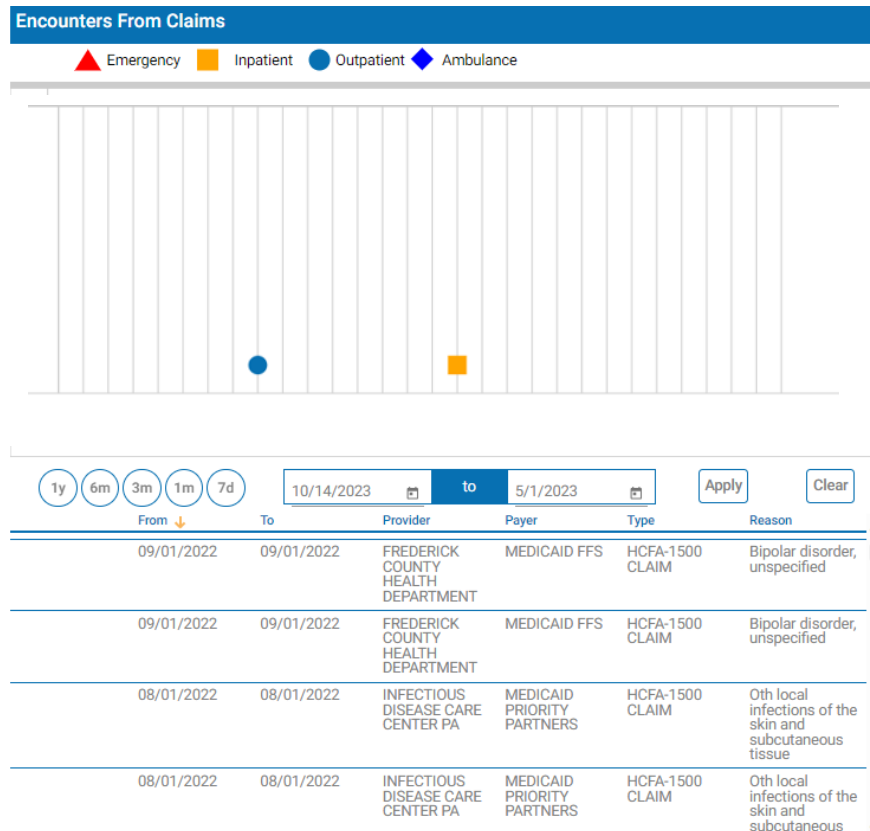 Encounters From Claims
Emergency Inpatient Outpatient Ambulance
1y 6m 3m 1m 7d 10/14/2023 to 5/1/2023 Apply Clear
From To Provider Payer Type Reason
09/01/2022 09/01/2022 FREDERICK MEDICAID FFS HCFA-1500 Bipolar disorder,
COUNTY CLAIM unspecified
HEALTH
DEPARTMENT
09/01/2022 09/01/2022 FREDERICK MEDICAID FFS HCFA-1500 Bipolar disorder,
COUNTY CLAIM unspecified
HEALTH
DEPARTMENT
08/01/2022 08/01/2022 INFECTIOUS MEDICAID HCFA-1500 Oth local
DISEASE CARE PRIORITY CLAIM infections of the
CENTER PA PARTNERS skin and
subcutaneous
tissue
08/01/2022 08/01/2022 INFECTIOUS MEDICAID HCFA-1500 Oth local
DISEASE CARE PRIORITY CLAIM infections of the
CENTER PA PARTNERS skin and
subcutaneous